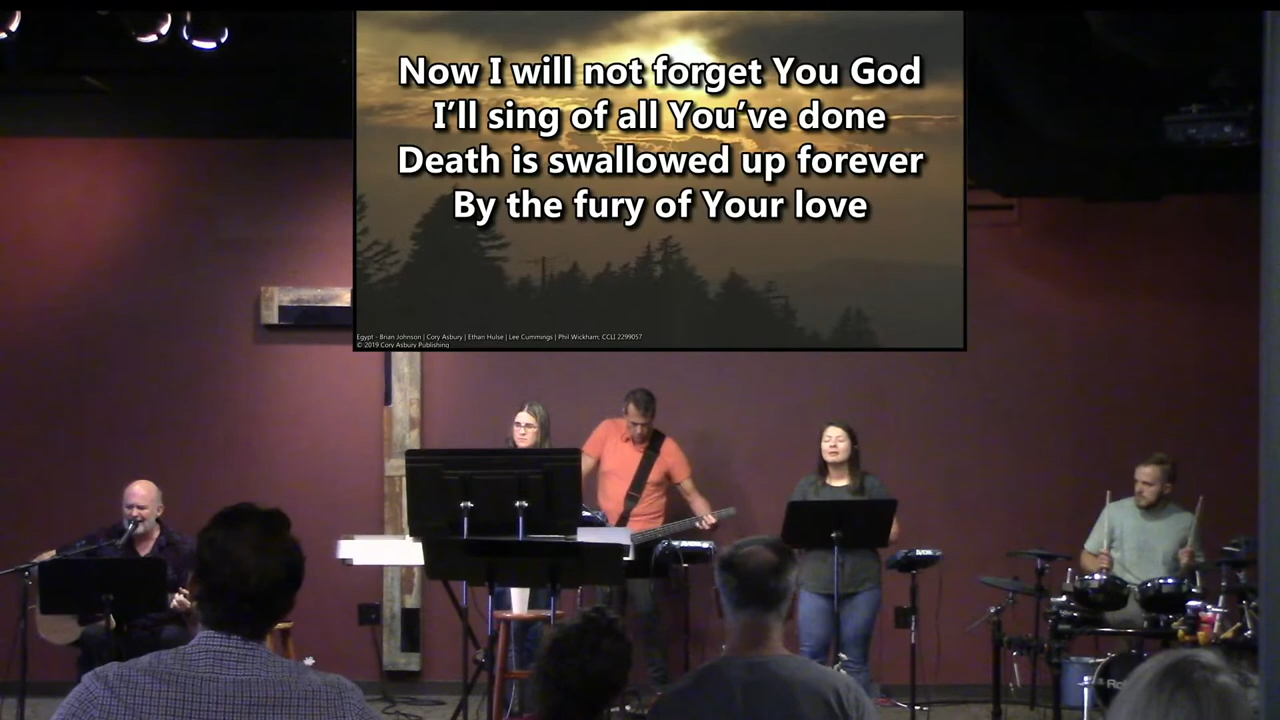 Now I will not forget You God
I’ll sing of all You’ve done
Death is swallowed up forever
By the fury of Your love
Egypt - Brian Johnson | Cory Asbury | Ethan Hulse | Lee Cummings | Phil Wickham; CCLI 2299057
© 2019 Cory Asbury Publishing